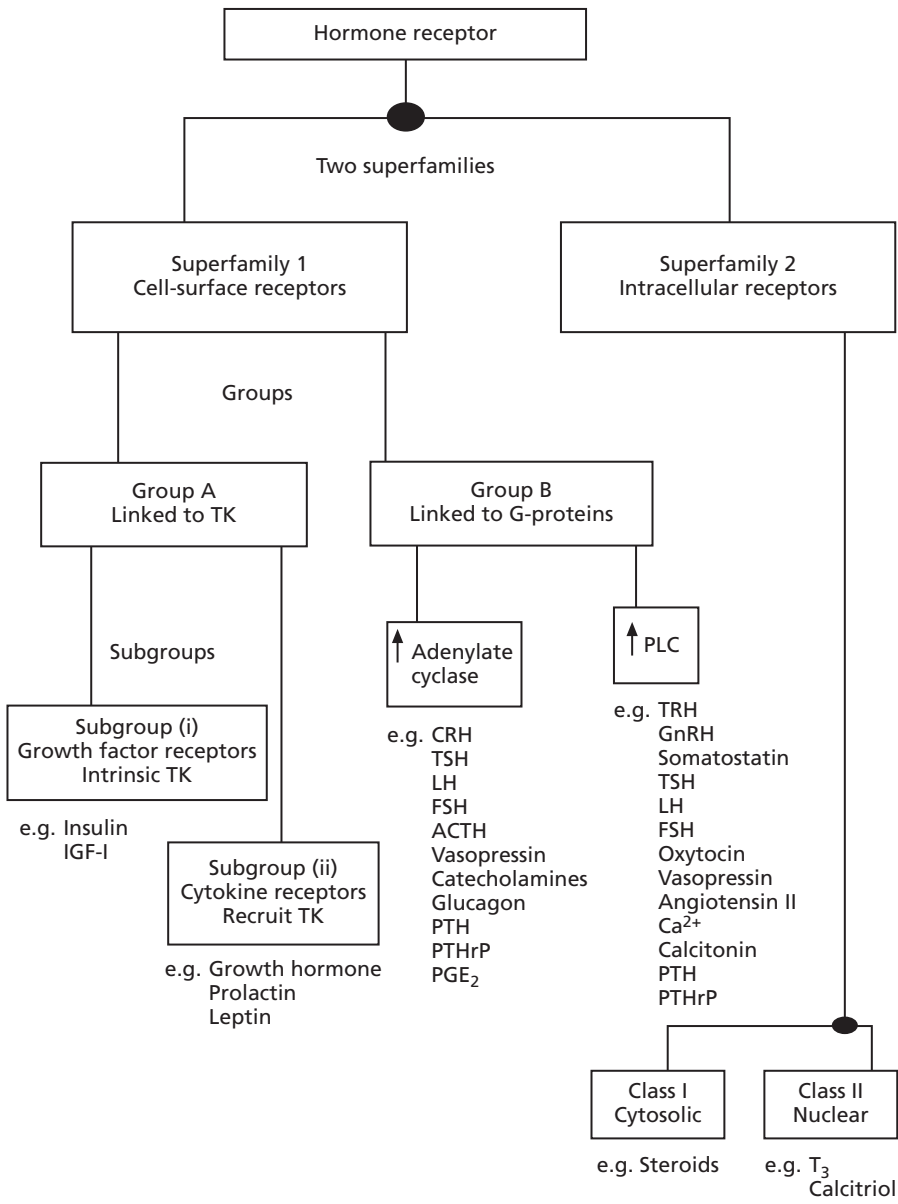 Hormone receptor
Two superfamilies
Superfamily 1
Cell-surface receptors
Superfamily 2
Intracellular receptors
Groups
Group A
Linked to TK
Group B
Linked to G-proteins
Subgroups
Subgroup (i)
Growth factor receptors
Intrinsic TK
e.g. Insulin
IGF-I
Subgroup (ii)
Cytokine receptors
Recruit TK
e.g. Growth hormone
Prolactin
Leptin
↑ Adenylate
cyclase
e.g. CRH
TSH
LH
FSH
ACTH
Vasopressin
Catecholamines
Glucagon
PTH
PTHrP
PGE₂
↑ PLC
e.g. TRH
GnRH
Somatostatin
TSH
LH
FSH
Oxytocin
Vasopressin
Angiotensin II
Ca²⁺
Calcitonin
PTH
PTHrP
Class I
Cytosolic
e.g. Steroids
Class II
Nuclear
e.g. T₃
Calcitriol